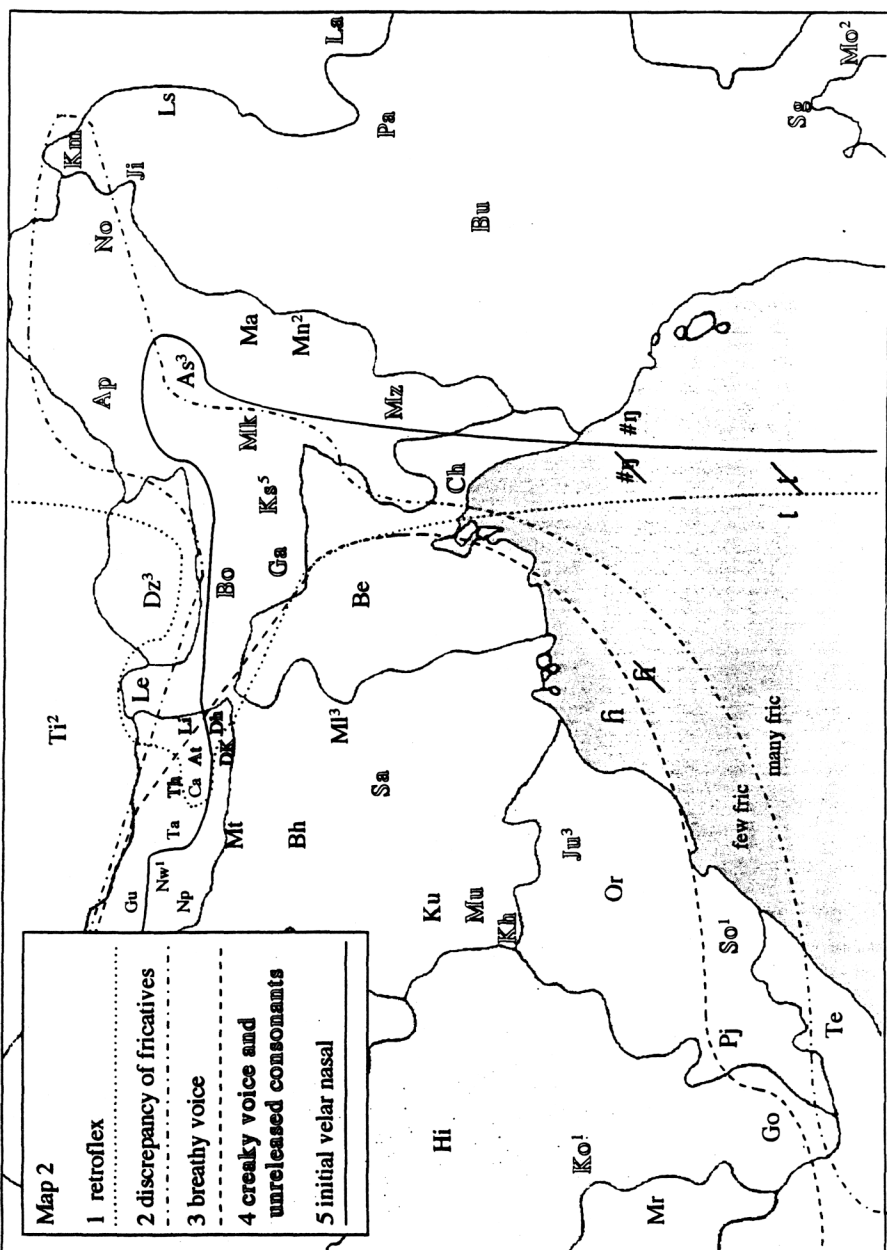 Map 2
1 retroflex
2 discrepancy of fricatives
3 breathy voice
4 creaky voice and
unreleased consonants
5 initial velar nasal
Ti²
Km
Ap No
Gu Le Ji
Nw¹ Dz³ Ls
Ta Th As³
Np Ca At Li
DK Dh Bo
Mt Mk Ma
Ga Ks⁵
Bh Mn²
Ml³ La
Be
Sa Mz Pa
Ku
Hi Ch
Mu Bu
Kh
Ko¹ Ju³
Or ɦ #ŋ #ŋ
Mr ɦ
Pj So¹ few fric
Go many fric ʈ ʈ
Sg
Te Mo²